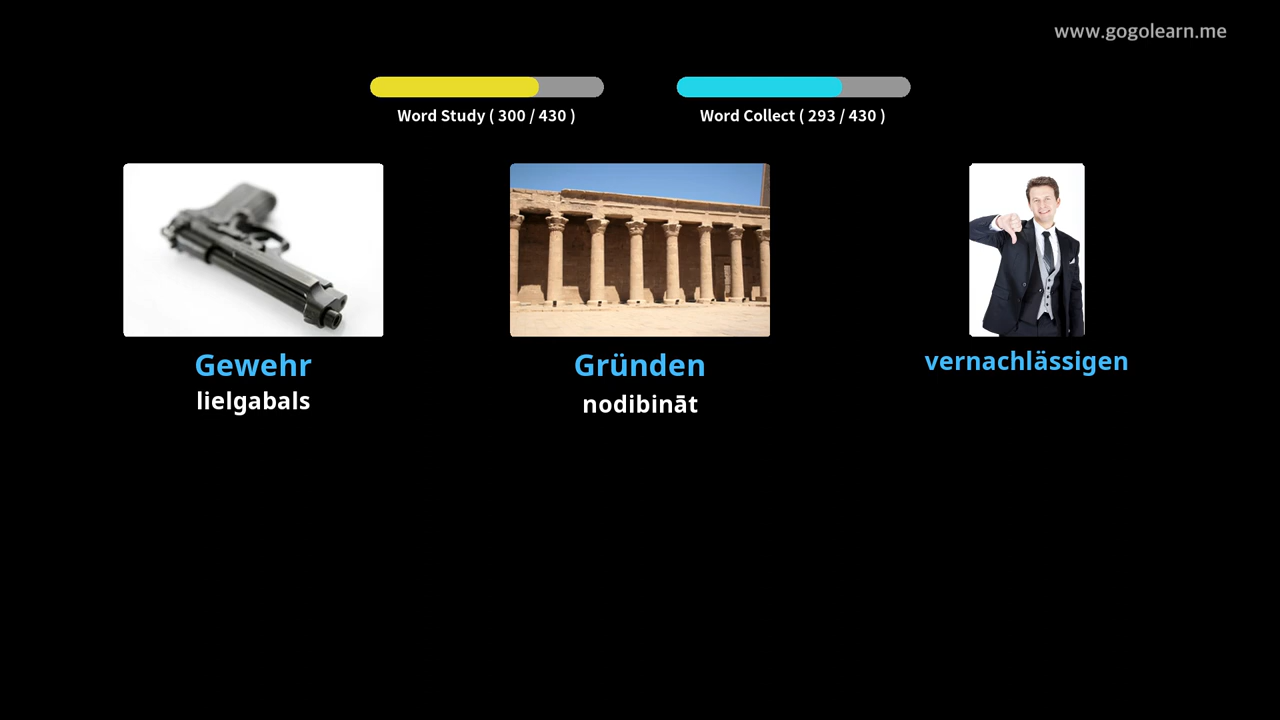 www.gogolearn.me
Word Study ( 300 / 430 )
Word Collect ( 293 / 430 )
Gewehr
lielgabals
Gründen
nodibināt
vernachlässigen